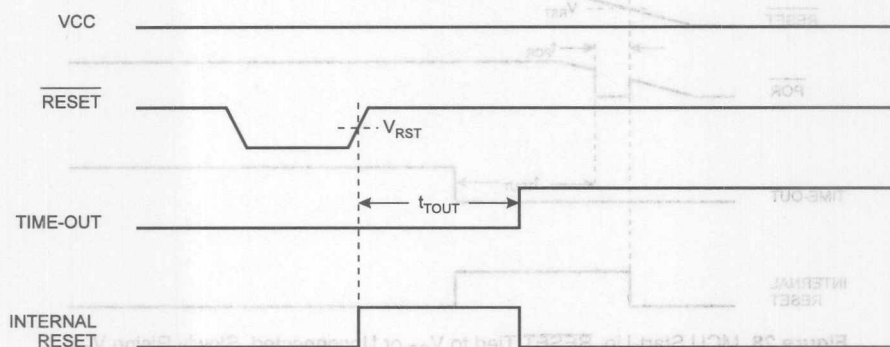 VCC
RESET
V_RST
t_TOUT
TIME-OUT
INTERNAL
RESET